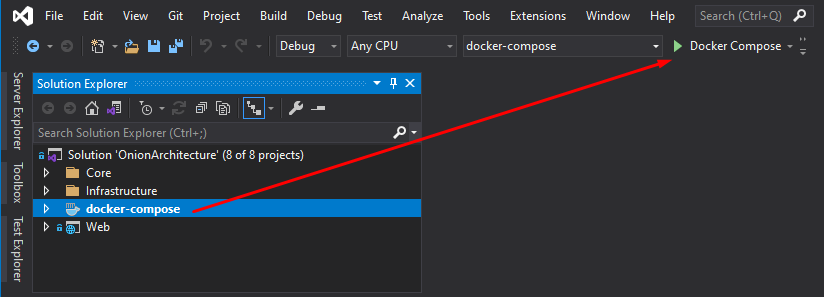 File Edit View Git Project Build Debug Test Analyze Tools Extensions Window Help Search (Ctrl+Q)
Debug Any CPU docker-compose Docker Compose
Server Explorer
Toolbox
Test Explorer
Solution Explorer
Search Solution Explorer (Ctrl+;)
Solution 'OnionArchitecture' (8 of 8 projects)
Core
Infrastructure
docker-compose
Web